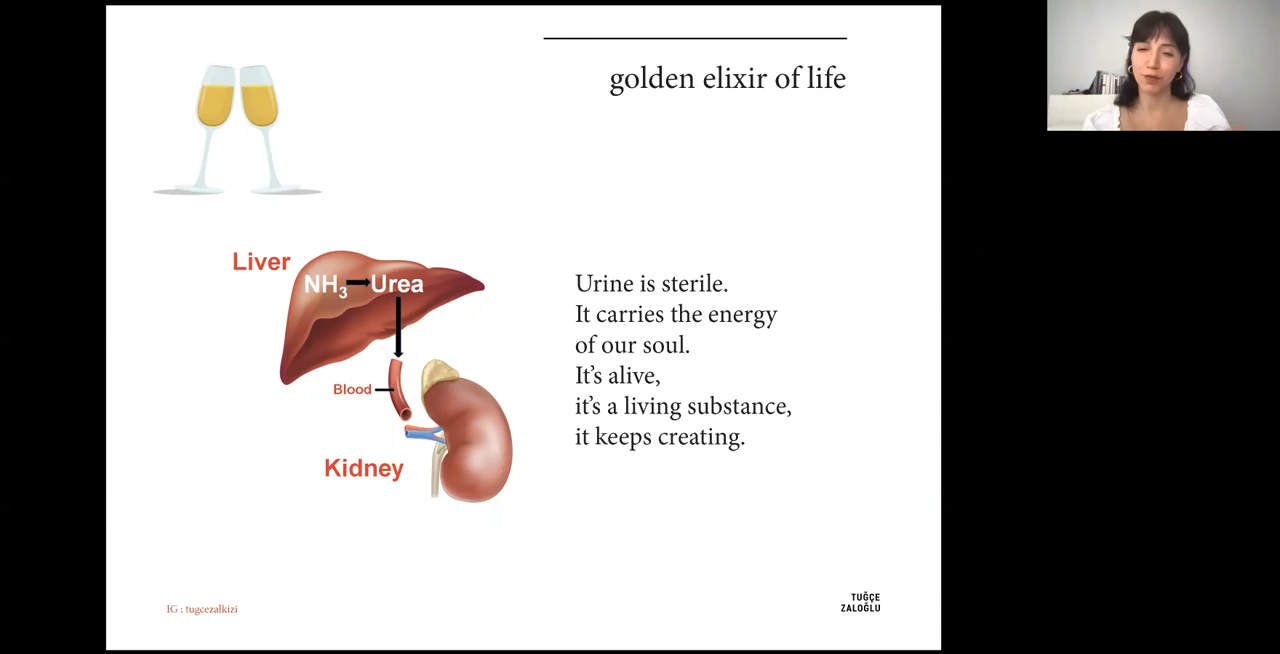 golden elixir of life
Liver
NH3 Urea
Blood
Kidney
Urine is sterile.
It carries the energy
of our soul.
It’s alive,
it’s a living substance,
it keeps creating.
IG : tugcezalkizi
TUĞÇE
ZALOĞLU